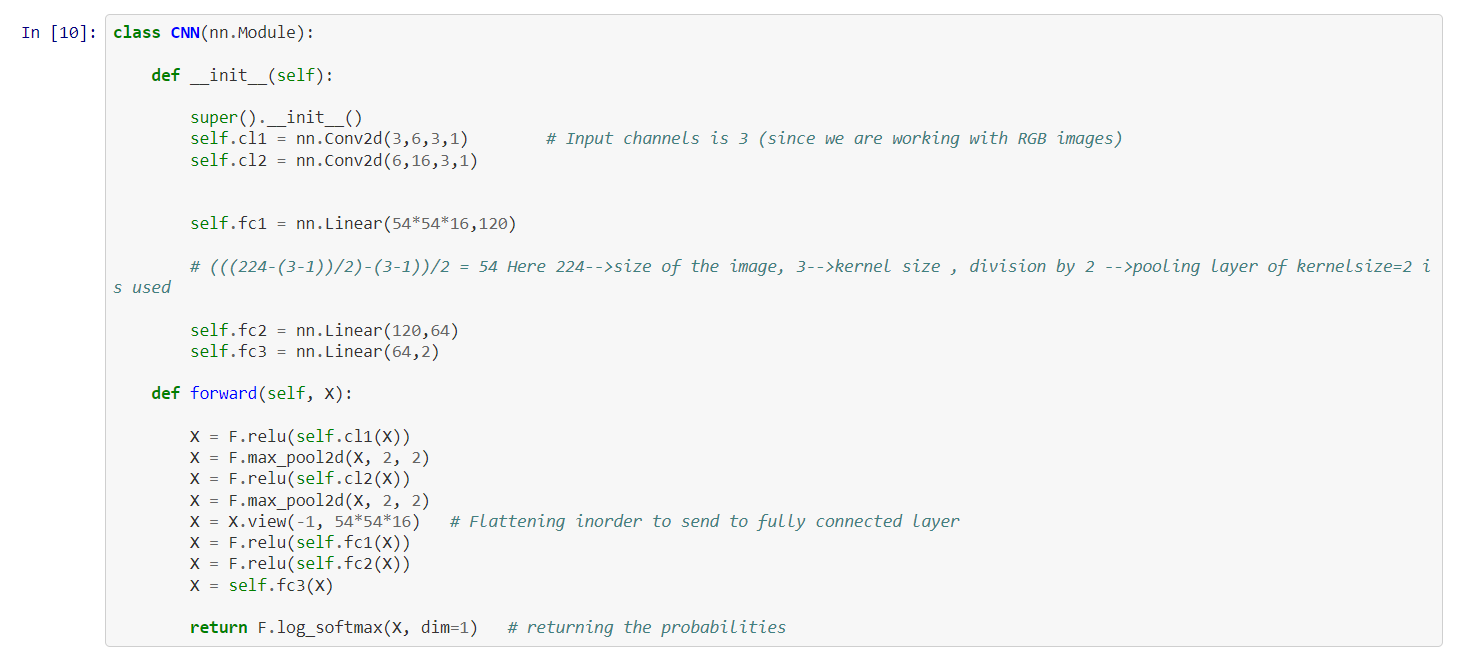 In [10]: class CNN(nn.Module):
def __init__(self):
super().__init__()
self.cl1 = nn.Conv2d(3,6,3,1)        # Input channels is 3 (since we are working with RGB images)
self.cl2 = nn.Conv2d(6,16,3,1)
self.fc1 = nn.Linear(54*54*16,120)
# (((224-(3-1))/2)-(3-1))/2 = 54 Here 224-->size of the image, 3-->kernel size , division by 2 -->pooling layer of kernelsize=2 i
s used
self.fc2 = nn.Linear(120,64)
self.fc3 = nn.Linear(64,2)
def forward(self, X):
X = F.relu(self.cl1(X))
X = F.max_pool2d(X, 2, 2)
X = F.relu(self.cl2(X))
X = F.max_pool2d(X, 2, 2)
X = X.view(-1, 54*54*16)   # Flattening inorder to send to fully connected layer
X = F.relu(self.fc1(X))
X = F.relu(self.fc2(X))
X = self.fc3(X)
return F.log_softmax(X, dim=1)   # returning the probabilities